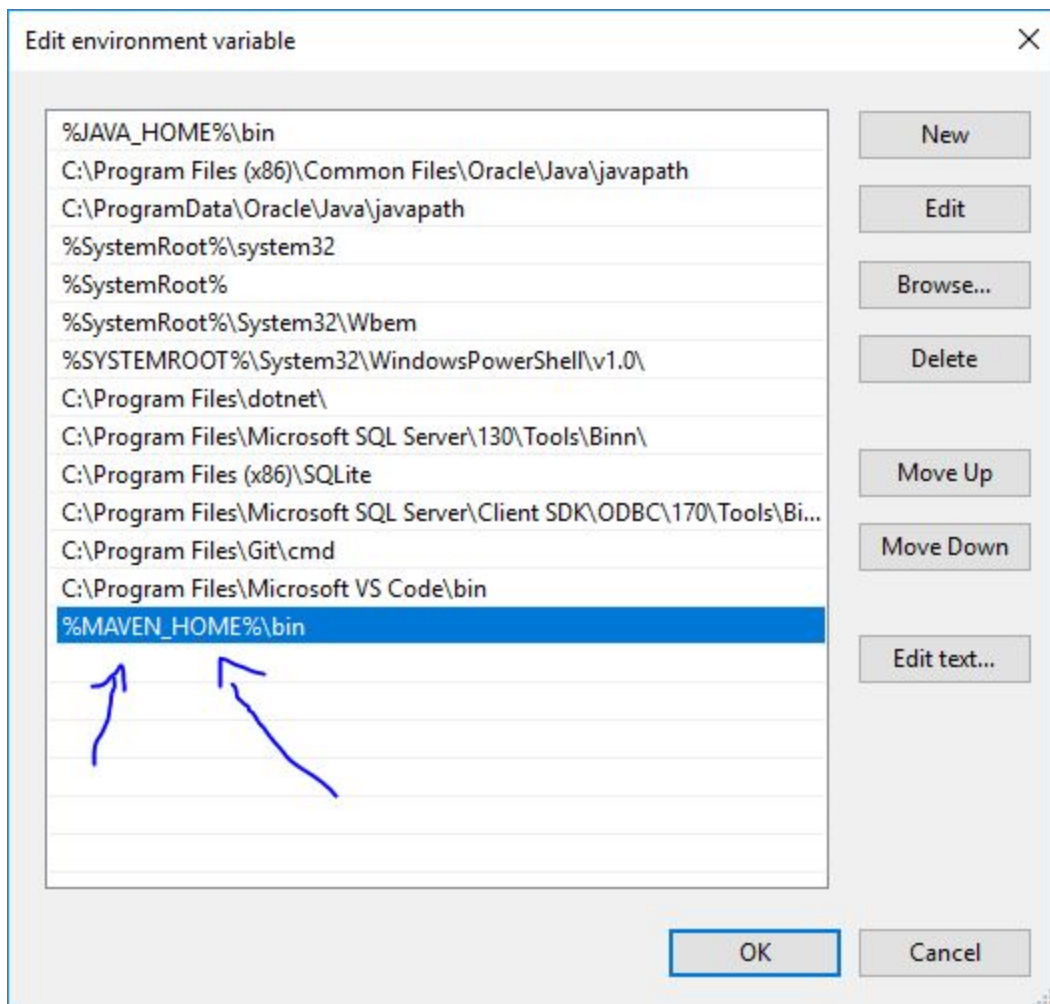 Edit environment variable
%JAVA_HOME%\bin
C:\Program Files (x86)\Common Files\Oracle\Java\javapath
C:\ProgramData\Oracle\Java\javapath
%SystemRoot%\system32
%SystemRoot%
%SystemRoot%\System32\Wbem
%SYSTEMROOT%\System32\WindowsPowerShell\v1.0\
C:\Program Files\dotnet\
C:\Program Files\Microsoft SQL Server\130\Tools\Binn\
C:\Program Files (x86)\SQLite
C:\Program Files\Microsoft SQL Server\Client SDK\ODBC\170\Tools\Bi...
C:\Program Files\Git\cmd
C:\Program Files\Microsoft VS Code\bin
%MAVEN_HOME%\bin
New
Edit
Browse...
Delete
Move Up
Move Down
Edit text...
OK
Cancel